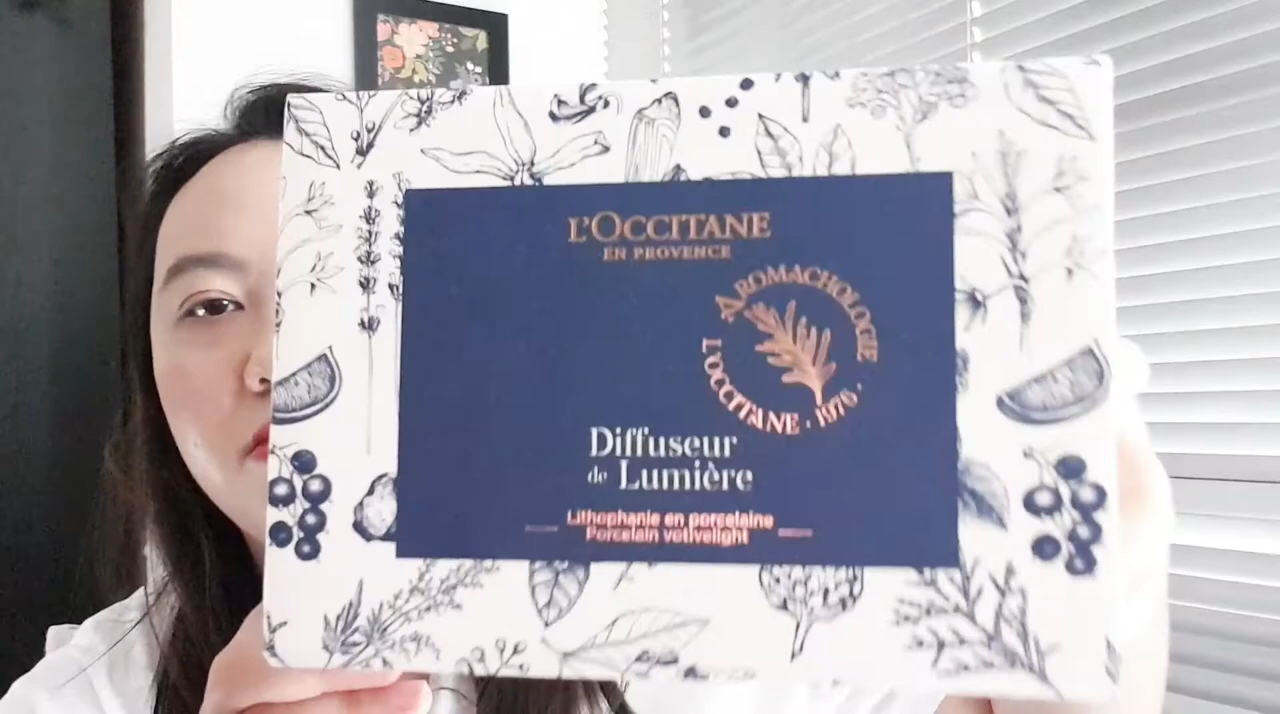 L'OCCITANE
EN PROVENCE
AROMACHOLOGIE
L'OCCITANE · 1976 ·
Diffuseur
de Lumière
Lithophanie en porcelaine
Porcelain votivelight